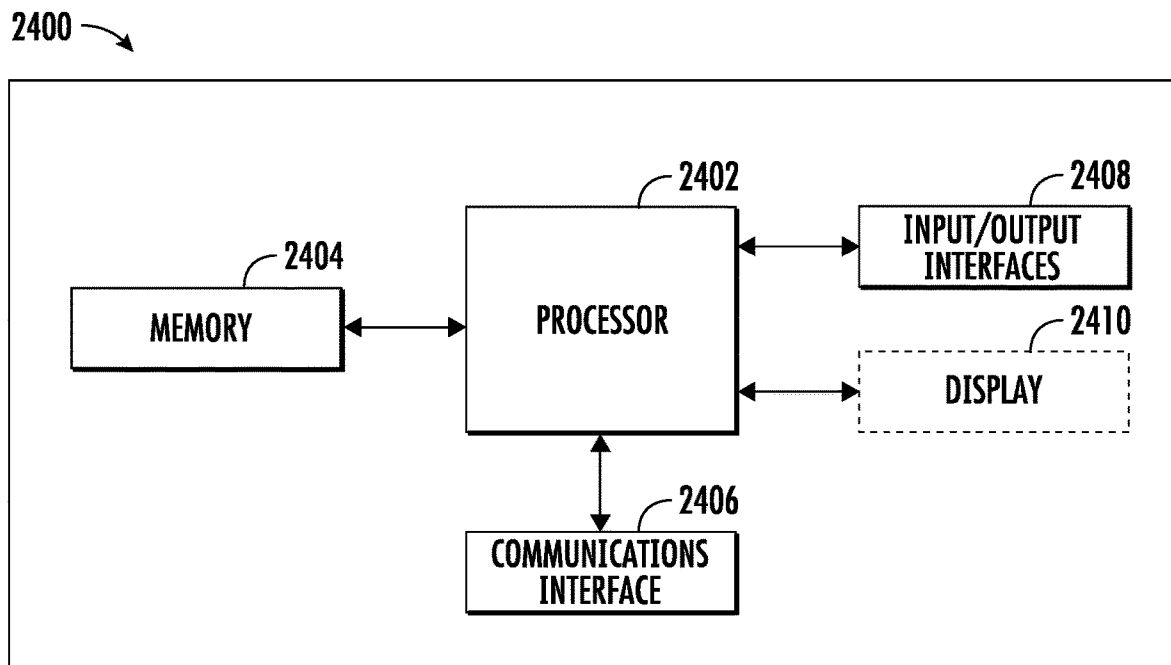 2400
2402
2408
INPUT/OUTPUT
INTERFACES
2404
MEMORY
PROCESSOR
2410
DISPLAY
2406
COMMUNICATIONS
INTERFACE